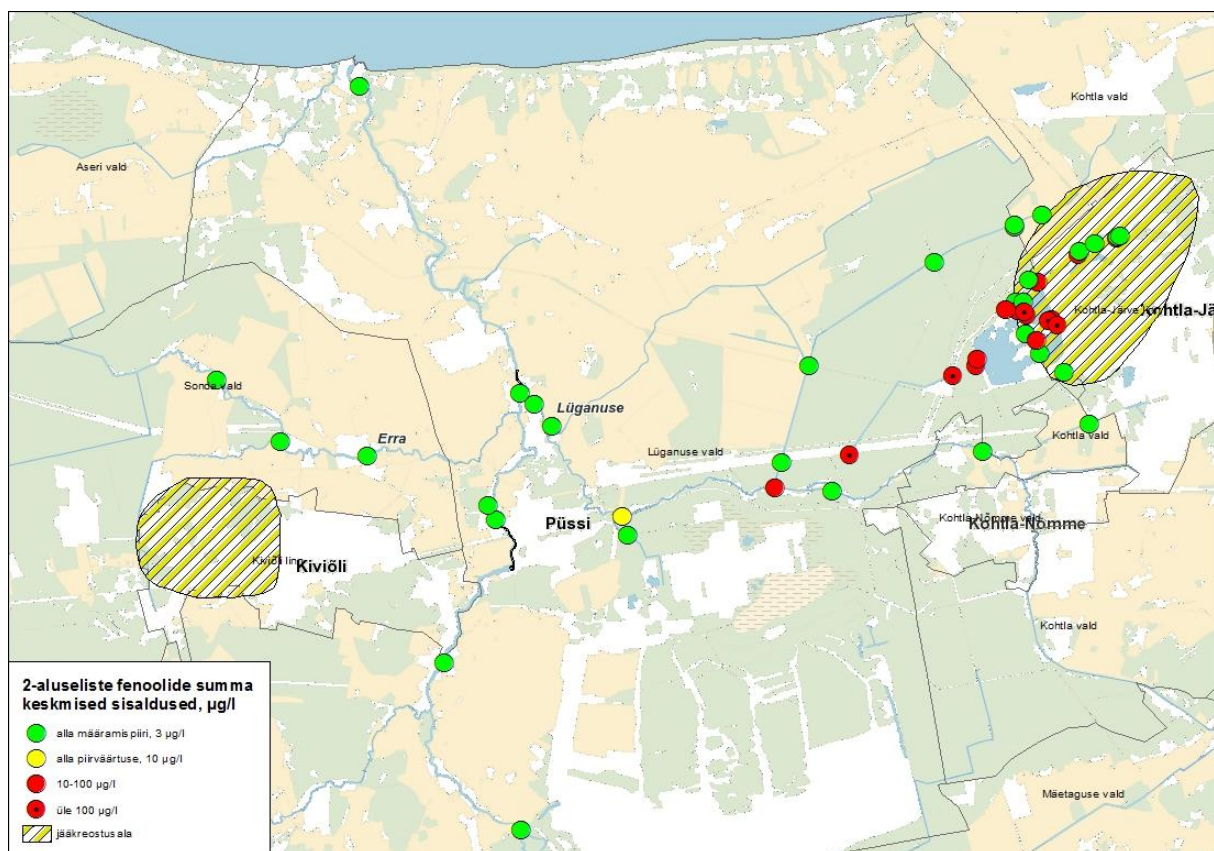 Kohtla vald
Aseri vald
Kohtla-Järve
Kohtla-Jä
Sonda vald
Lüganuse
Erra
Lüganuse vald
Kohtla vald
Kohtla-Nõmme vald
Kohtla-Nõmme
Püssi
Kiviõli linn
Kiviõli
Kohtla vald
Mäetaguse vald
2-aluseliste fenoolide summa
keskmised sisaldused, µg/l
alla määramispiiri, 3 µg/l
alla piirväärtuse, 10 µg/l
10-100 µg/l
üle 100 µg/l
jääkreostusala